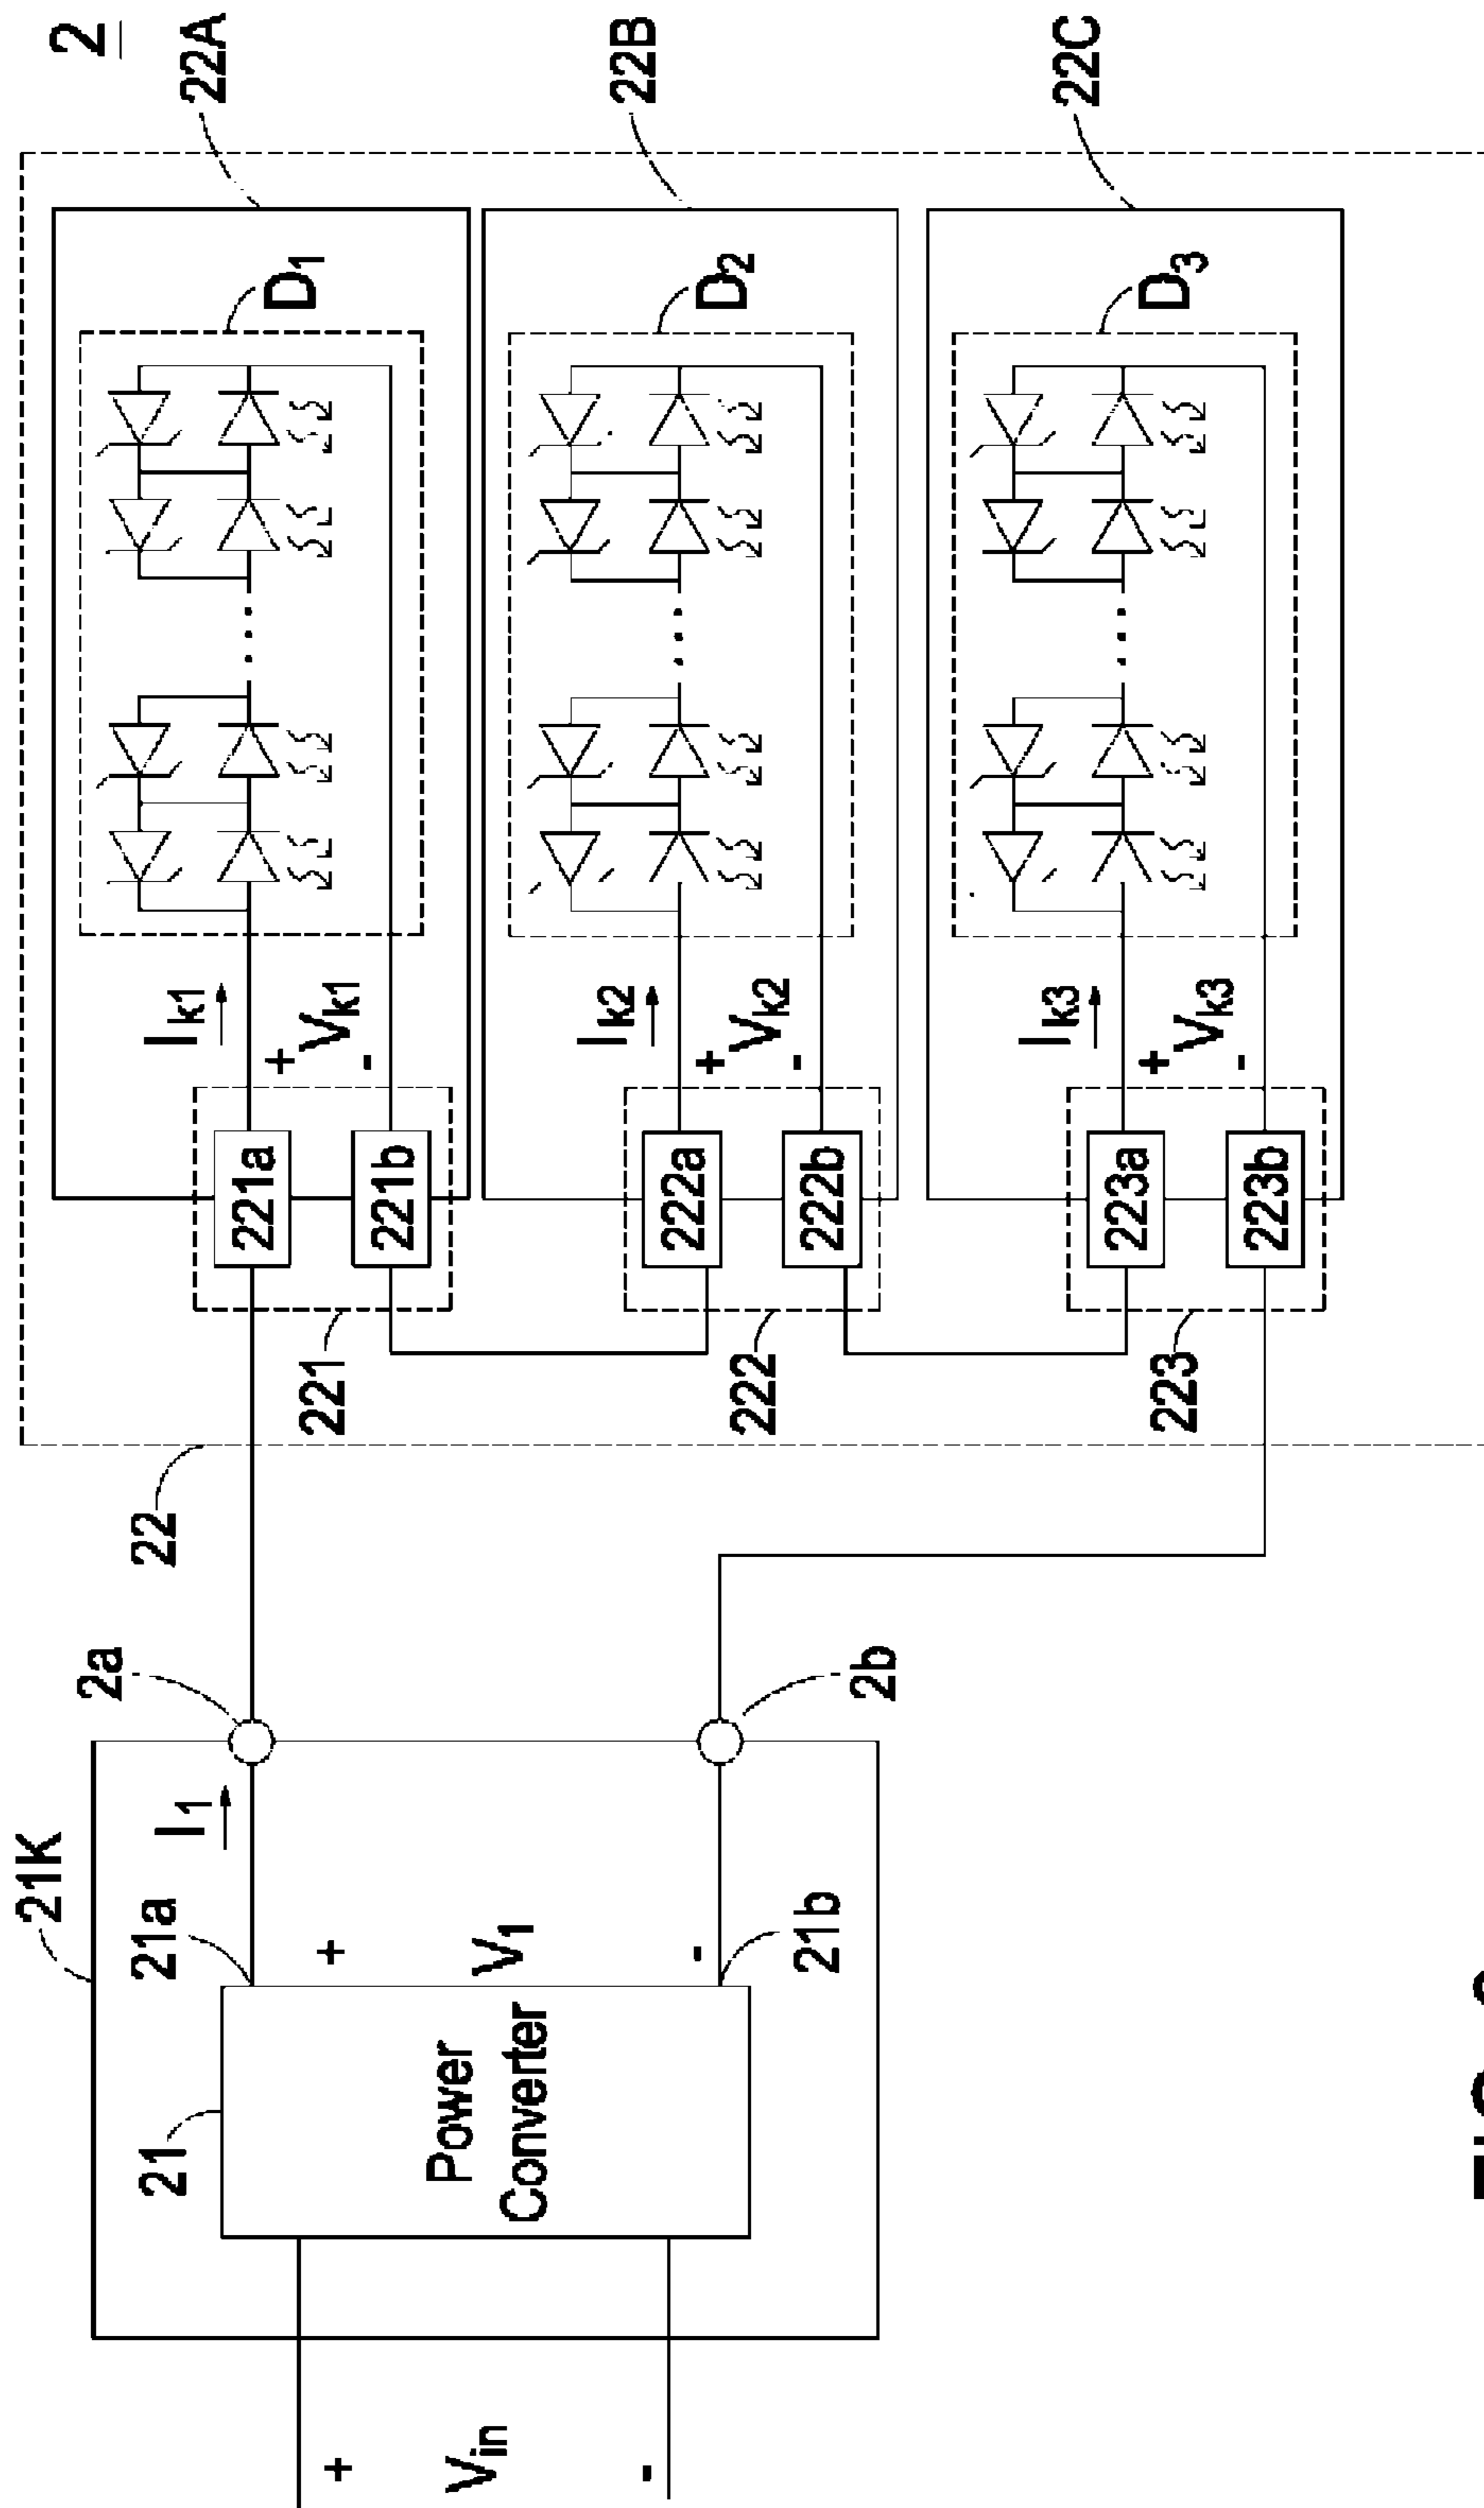 2
22A
22B
22C
D1
D2
D3
Ik1
+
Vk1
-
Ik2
+
Vk2
-
Ik3
+
Vk3
-
221a
221b
222a
222b
223a
223b
221
222
223
22
2a
2b
21K
I1
21a
+
V1
-
21b
21
Power
Converter
+
Vin
-